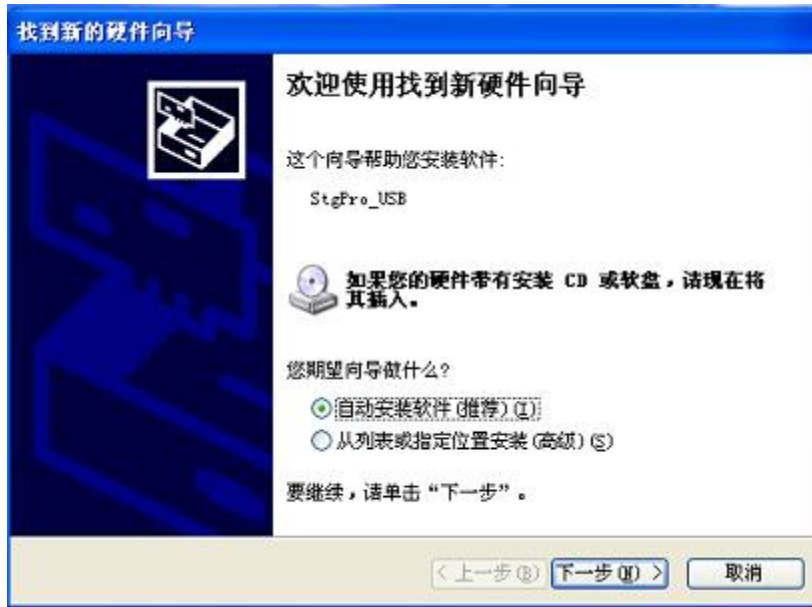 找到新的硬件向导
欢迎使用找到新硬件向导
这个向导帮助您安装软件:
StgPro_USB
如果您的硬件带有安装 CD 或软盘，请现在将
其插入。
您期望向导做什么?
自动安装软件(推荐)(I)
从列表或指定位置安装(高级)(S)
要继续，请单击“下一步”。
< 上一步(B)
下一步(N) >
取消